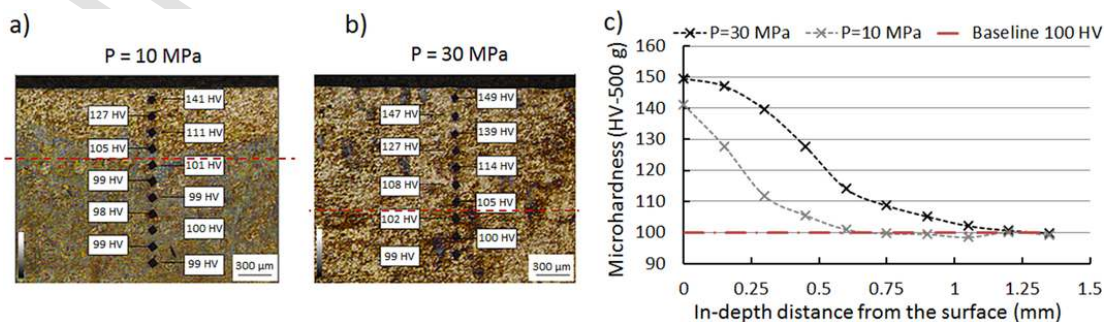 a)
P = 10 MPa
141 HV
127 HV
111 HV
105 HV
101 HV
99 HV
99 HV
98 HV
100 HV
99 HV
99 HV
300 μm
b)
P = 30 MPa
149 HV
147 HV
139 HV
127 HV
114 HV
108 HV
105 HV
102 HV
100 HV
99 HV
300 μm
c)
P=30 MPa
P=10 MPa
Baseline 100 HV
Microhardness (HV-500 g)
160
150
140
130
120
110
100
90
0 0.25 0.5 0.75 1 1.25 1.5
In-depth distance from the surface (mm)